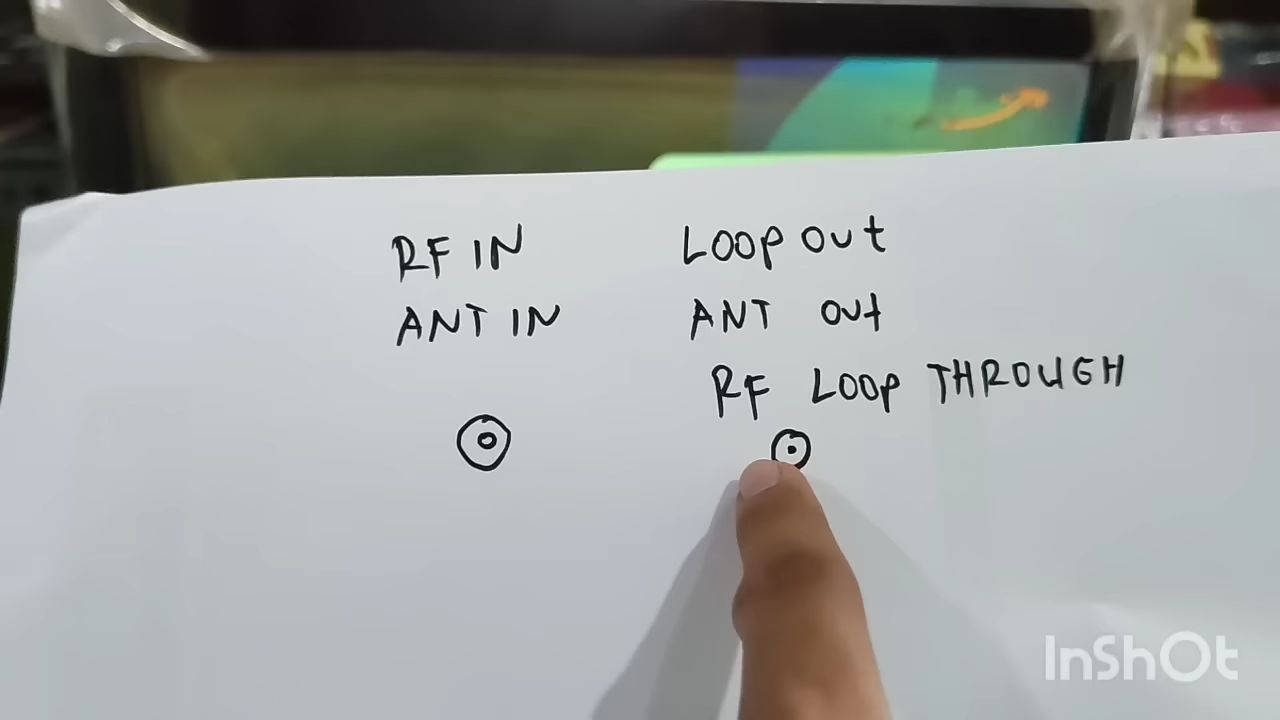 RF IN
ANT IN
LOOP OUt
ANT OUt
RF LOOP THROUGH
InShOt